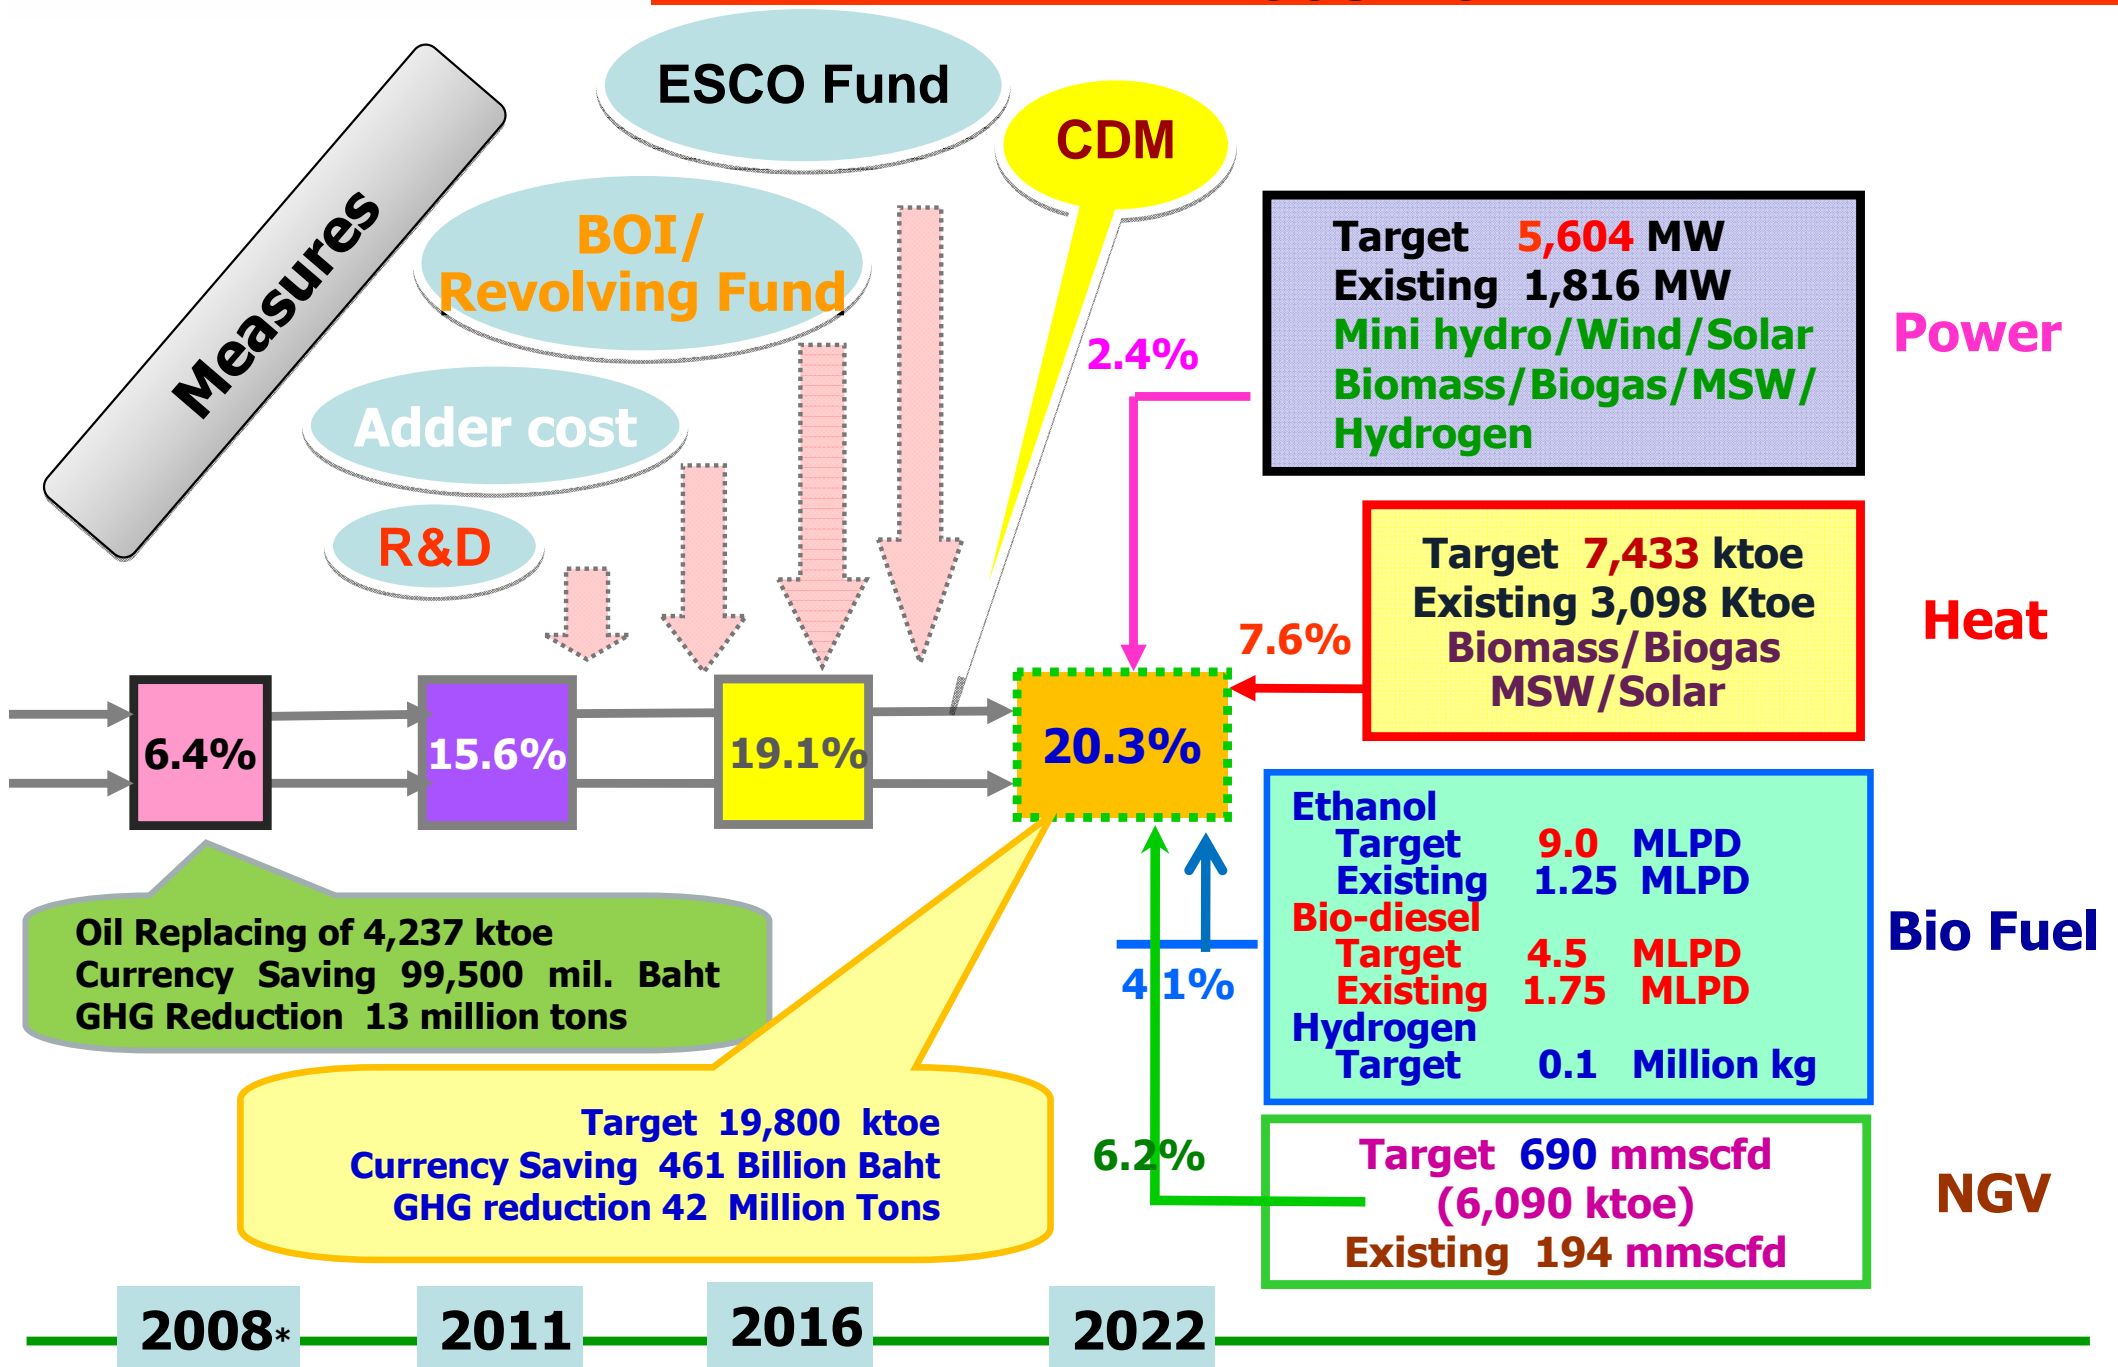 ESCO Fund
CDM
Measures
BOI/
Revolving Fund
Adder cost
R&D
Target 5,604 MW
Existing 1,816 MW
Mini hydro/Wind/Solar
Biomass/Biogas/MSW/
Hydrogen
Power
2.4%
Target 7,433 ktoe
Existing 3,098 Ktoe
Biomass/Biogas
MSW/Solar
Heat
7.6%
6.4%
15.6%
19.1%
20.3%
Ethanol
Target 9.0 MLPD
Existing 1.25 MLPD
Bio-diesel
Target 4.5 MLPD
Existing 1.75 MLPD
Hydrogen
Target 0.1 Million kg
Bio Fuel
4.1%
Oil Replacing of 4,237 ktoe
Currency Saving 99,500 mil. Baht
GHG Reduction 13 million tons
Target 19,800 ktoe
Currency Saving 461 Billion Baht
GHG reduction 42 Million Tons
6.2%
Target 690 mmscfd
(6,090 ktoe)
Existing 194 mmscfd
NGV
2008*
2011
2016
2022